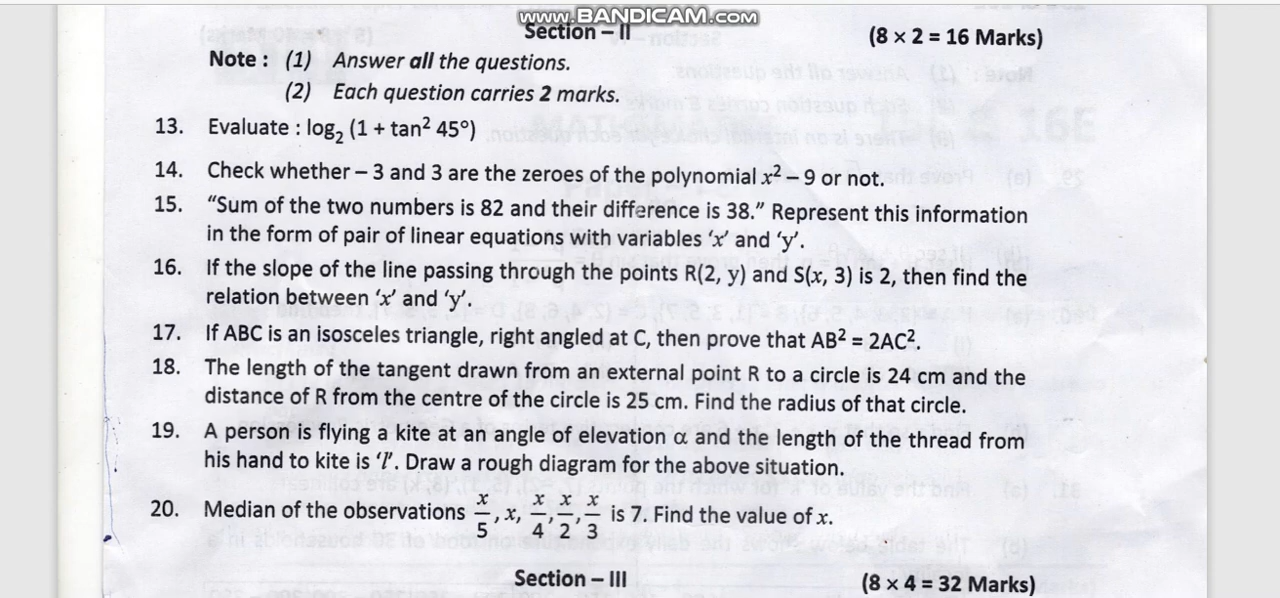 www.BANDICAM.com
Section – II (8 × 2 = 16 Marks)
Note : (1) Answer all the questions.
(2) Each question carries 2 marks.
13. Evaluate : log₂ (1 + tan² 45°)
14. Check whether – 3 and 3 are the zeroes of the polynomial x² – 9 or not.
15. “Sum of the two numbers is 82 and their difference is 38.” Represent this information
in the form of pair of linear equations with variables ‘x’ and ‘y’.
16. If the slope of the line passing through the points R(2, y) and S(x, 3) is 2, then find the
relation between ‘x’ and ‘y’.
17. If ABC is an isosceles triangle, right angled at C, then prove that AB² = 2AC².
18. The length of the tangent drawn from an external point R to a circle is 24 cm and the
distance of R from the centre of the circle is 25 cm. Find the radius of that circle.
19. A person is flying a kite at an angle of elevation α and the length of the thread from
his hand to kite is ‘l’. Draw a rough diagram for the above situation.
20. Median of the observations x/5, x, x/4, x/2, x/3 is 7. Find the value of x.
Section – III (8 × 4 = 32 Marks)